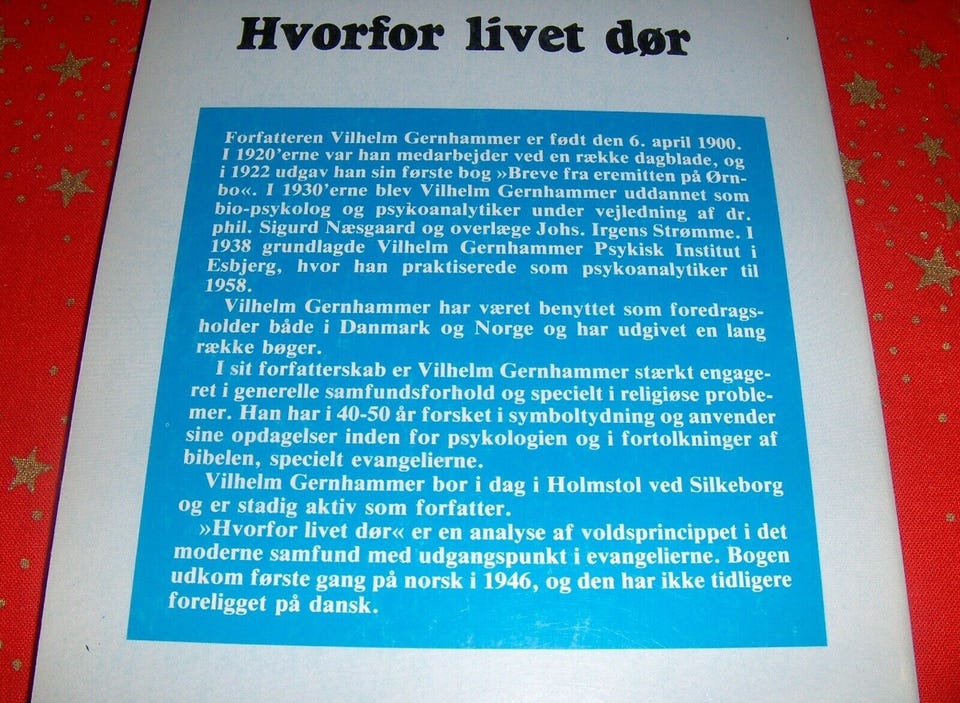 Hvorfor livet dør
Forfatteren Vilhelm Gernhammer er født den 6. april 1900.
I 1920'erne var han medarbejder ved en række dagblade, og
i 1922 udgav han sin første bog »Breve fra eremitten på Ørn-
bo«. I 1930'erne blev Vilhelm Gernhammer uddannet som
bio-psykolog og psykoanalytiker under vejledning af dr.
phil. Sigurd Næsgaard og overlæge Johs. Irgens Strømme. I
1938 grundlagde Vilhelm Gernhammer Psykisk Institut i
Esbjerg, hvor han praktiserede som psykoanalytiker til
1958.
Vilhelm Gernhammer har været benyttet som foredrags-
holder både i Danmark og Norge og har udgivet en lang
række bøger.
I sit forfatterskab er Vilhelm Gernhammer stærkt engage-
ret i generelle samfundsforhold og specielt i religiøse proble-
mer. Han har i 40-50 år forsket i symboltydning og anvender
sine opdagelser inden for psykologien og i fortolkninger af
bibelen, specielt evangelierne.
Vilhelm Gernhammer bor i dag i Holmstol ved Silkeborg
og er stadig aktiv som forfatter.
»Hvorfor livet dør« er en analyse af voldsprincippet i det
moderne samfund med udgangspunkt i evangelierne. Bogen
udkom første gang på norsk i 1946, og den har ikke tidligere
foreligget på dansk.